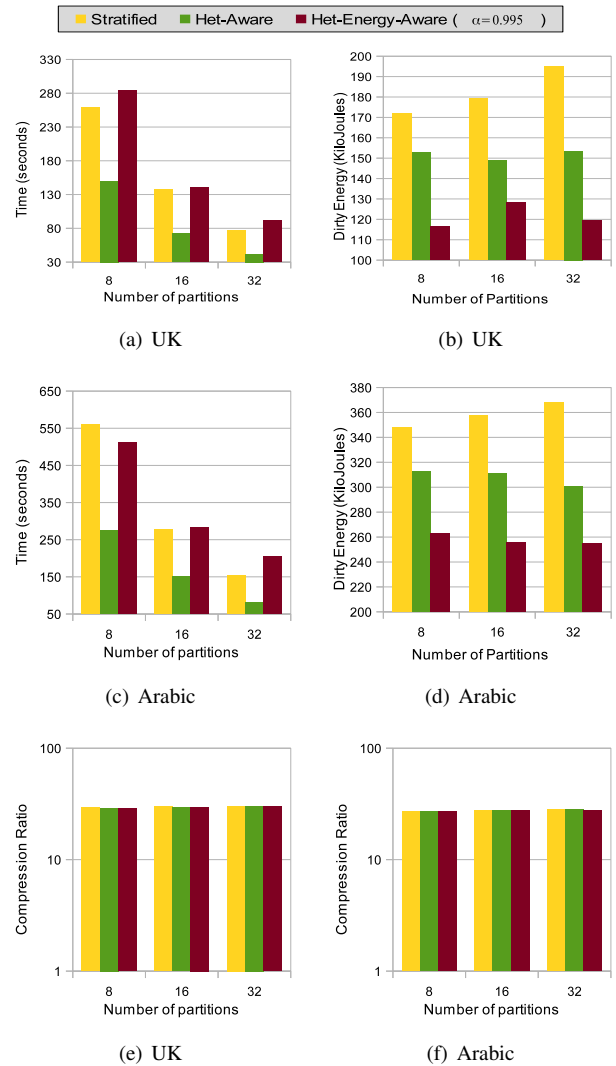 Stratified Het-Aware Het-Energy-Aware ( α=0.995 )
330
280
230
180
130
80
30
Time (seconds)
8 16 32
Number of partitions
(a) UK
200
190
180
170
160
150
140
130
120
110
100
Dirty Energy (KiloJoules)
8 16 32
Number of Partitions
(b) UK
650
550
450
350
250
150
50
Time (seconds)
8 16 32
Number of partitions
(c) Arabic
380
360
340
320
300
280
260
240
220
200
Dirty Energy (KiloJoules)
8 16 32
Number of Partitions
(d) Arabic
100
10
1
Compression Ratio
8 16 32
Number of partitions
(e) UK
100
10
1
Compression Ratio
8 16 32
Number of partitions
(f) Arabic